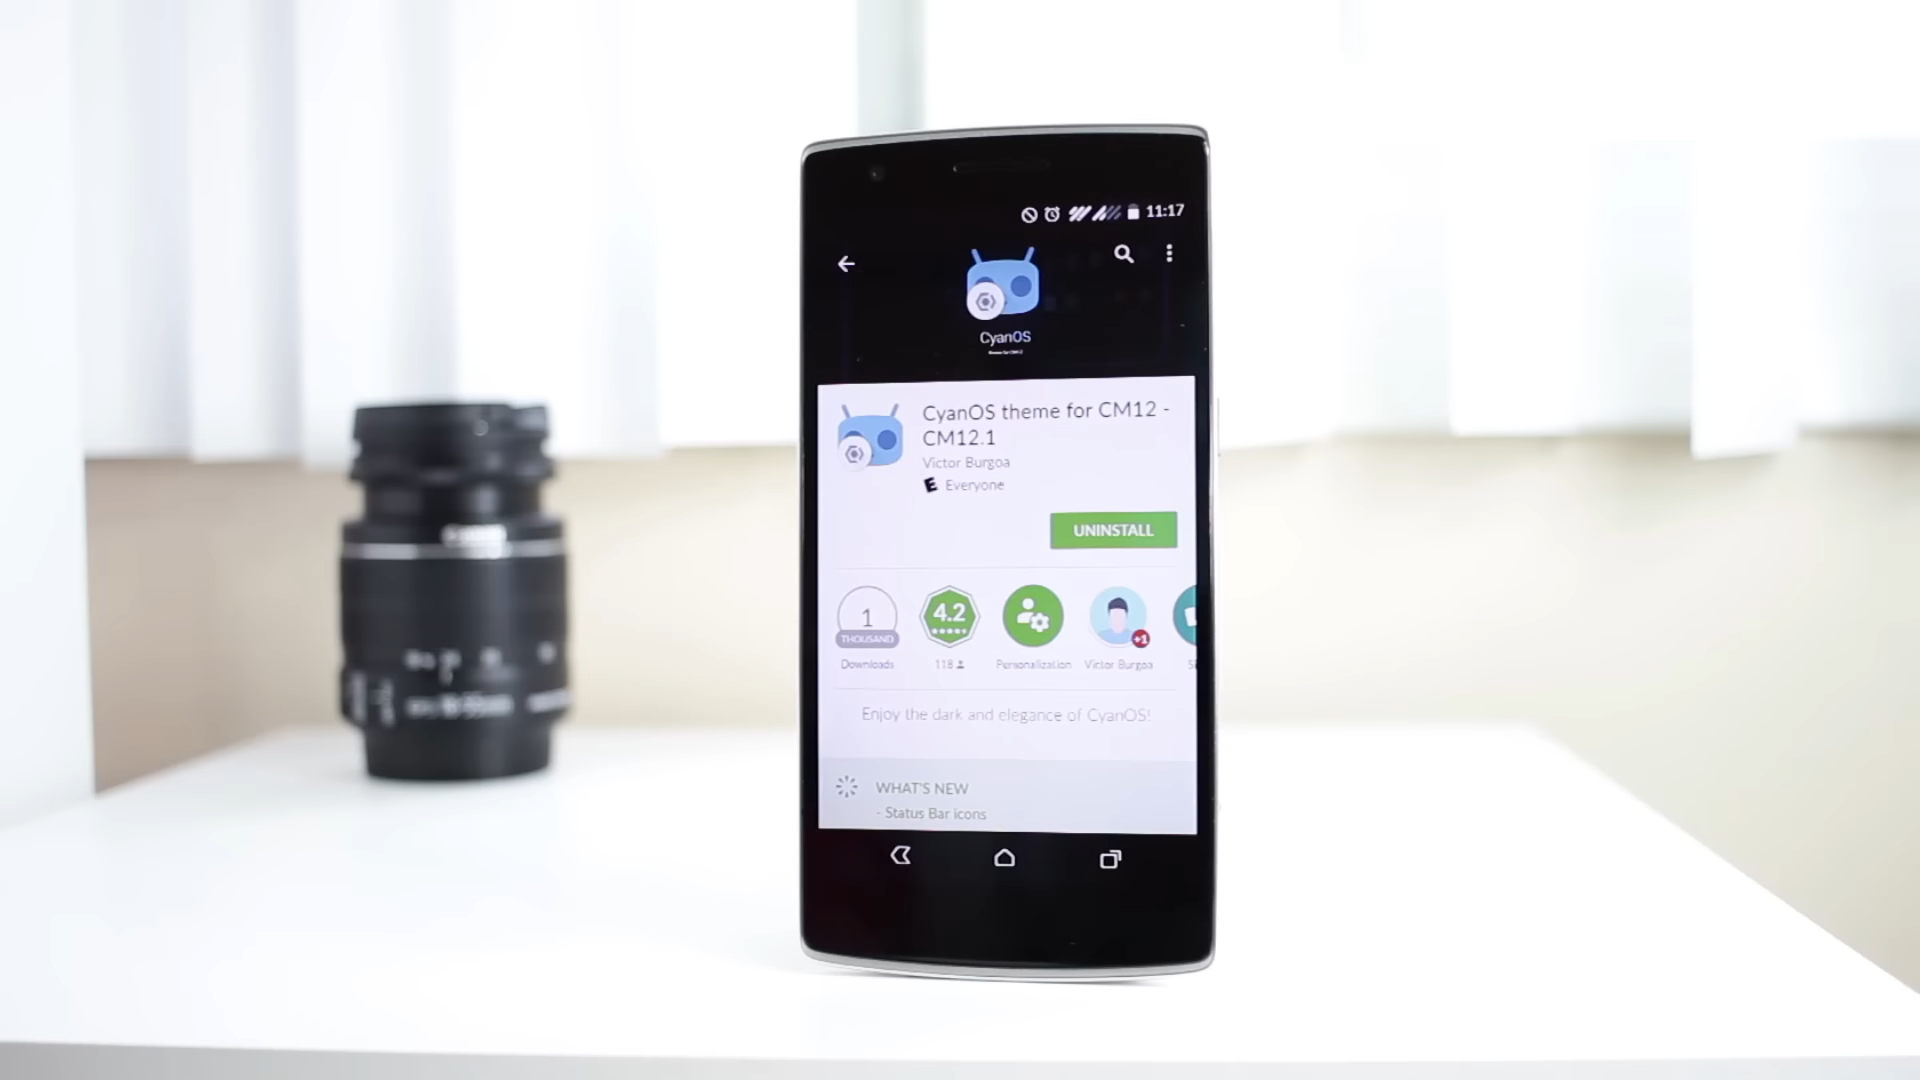 11:17
CyanOS
CyanOS theme for CM12 -
CM12.1
Victor Burgoa
E Everyone
UNINSTALL
1
THOUSAND
4.2
+1
Downloads
118
Personalization
Victor Burgoa
Enjoy the dark and elegance of CyanOS!
WHAT'S NEW
- Status Bar icons